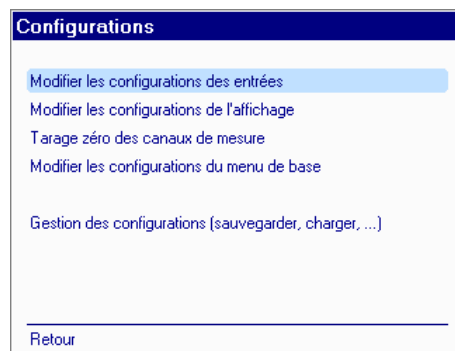 Configurations
Modifier les configurations des entrées
Modifier les configurations de l'affichage
Tarage zéro des canaux de mesure
Modifier les configurations du menu de base
Gestion des configurations (sauvegarder, charger, ...)
Retour